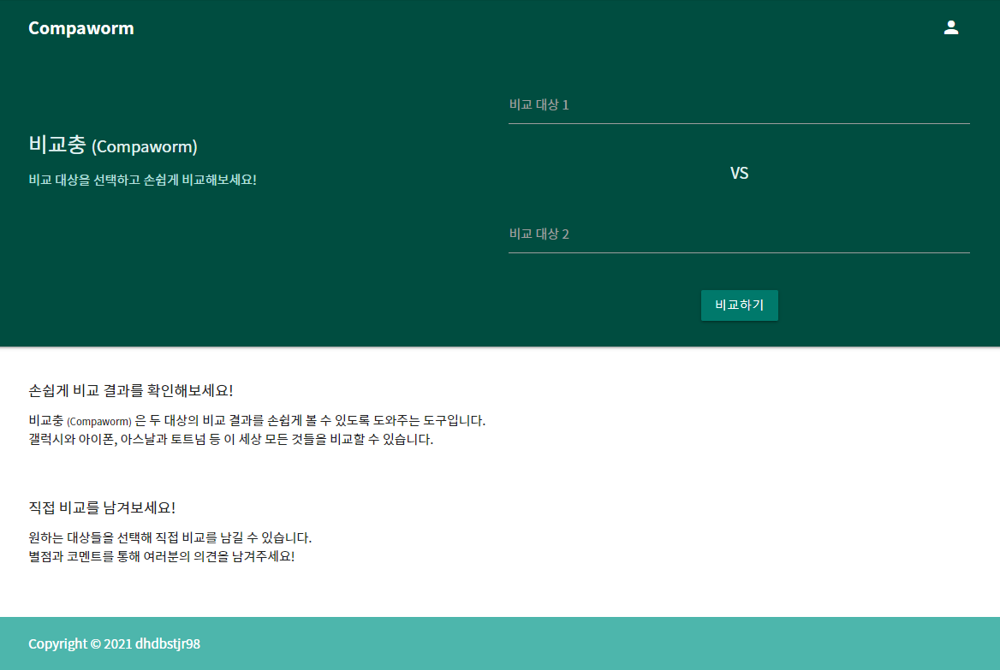 Compaworm
비교충 (Compaworm)
비교 대상을 선택하고 손쉽게 비교해보세요!
비교 대상 1
VS
비교 대상 2
비교하기
손쉽게 비교 결과를 확인해보세요!
비교충 (Compaworm) 은 두 대상의 비교 결과를 손쉽게 볼 수 있도록 도와주는 도구입니다.
갤럭시와 아이폰, 아스날과 토트넘 등 이 세상 모든 것들을 비교할 수 있습니다.
직접 비교를 남겨보세요!
원하는 대상들을 선택해 직접 비교를 남길 수 있습니다.
별점과 코멘트를 통해 여러분의 의견을 남겨주세요!
Copyright © 2021 dhdbstjr98